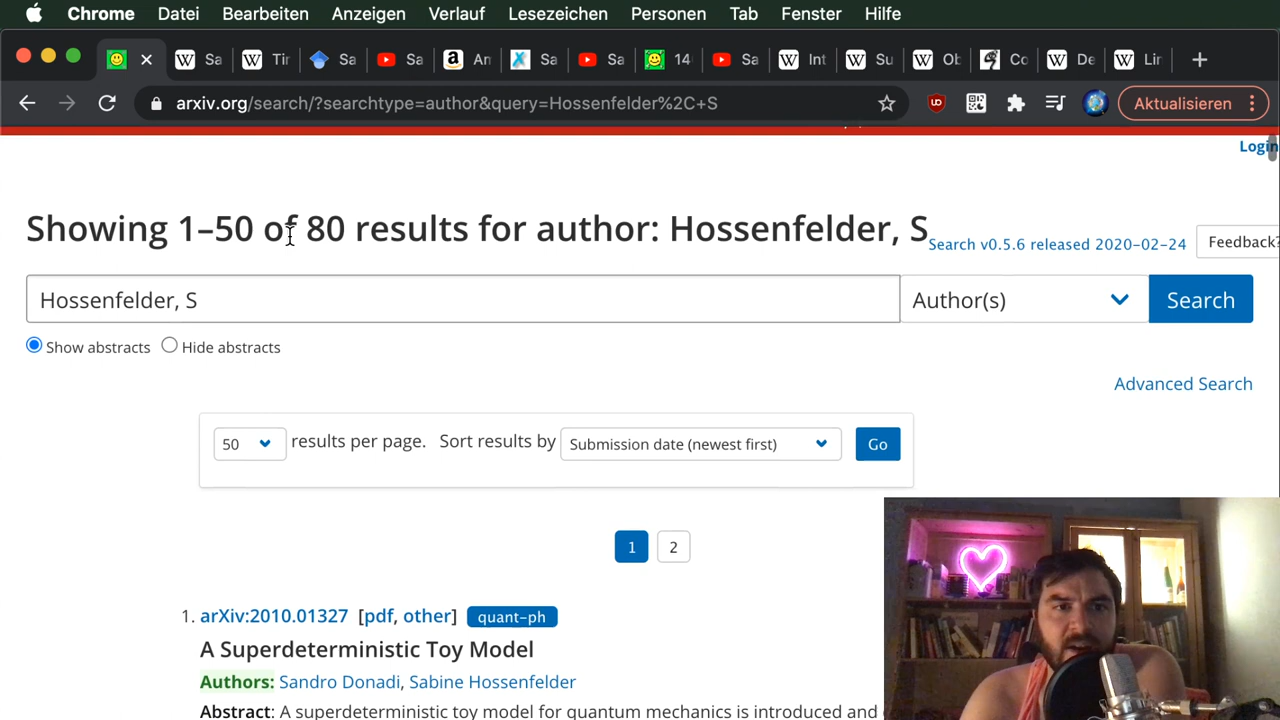 Chrome Datei Bearbeiten Anzeigen Verlauf Lesezeichen Personen Tab Fenster Hilfe
Sa Tir Sa Sa An Sa Sa 14 Sa Int Su Ob Co De Lir
arxiv.org/search/?searchtype=author&query=Hossenfelder%2C+S Aktualisieren
Login
Showing 1–50 of 80 results for author: Hossenfelder, S
Search v0.5.6 released 2020-02-24 Feedback?
Hossenfelder, S Author(s) Search
Show abstracts Hide abstracts
Advanced Search
50 results per page. Sort results by Submission date (newest first) Go
1 2
1. arXiv:2010.01327 [pdf, other] quant-ph
A Superdeterministic Toy Model
Authors: Sandro Donadi, Sabine Hossenfelder
Abstract: A superdeterministic toy model for quantum mechanics is introduced and